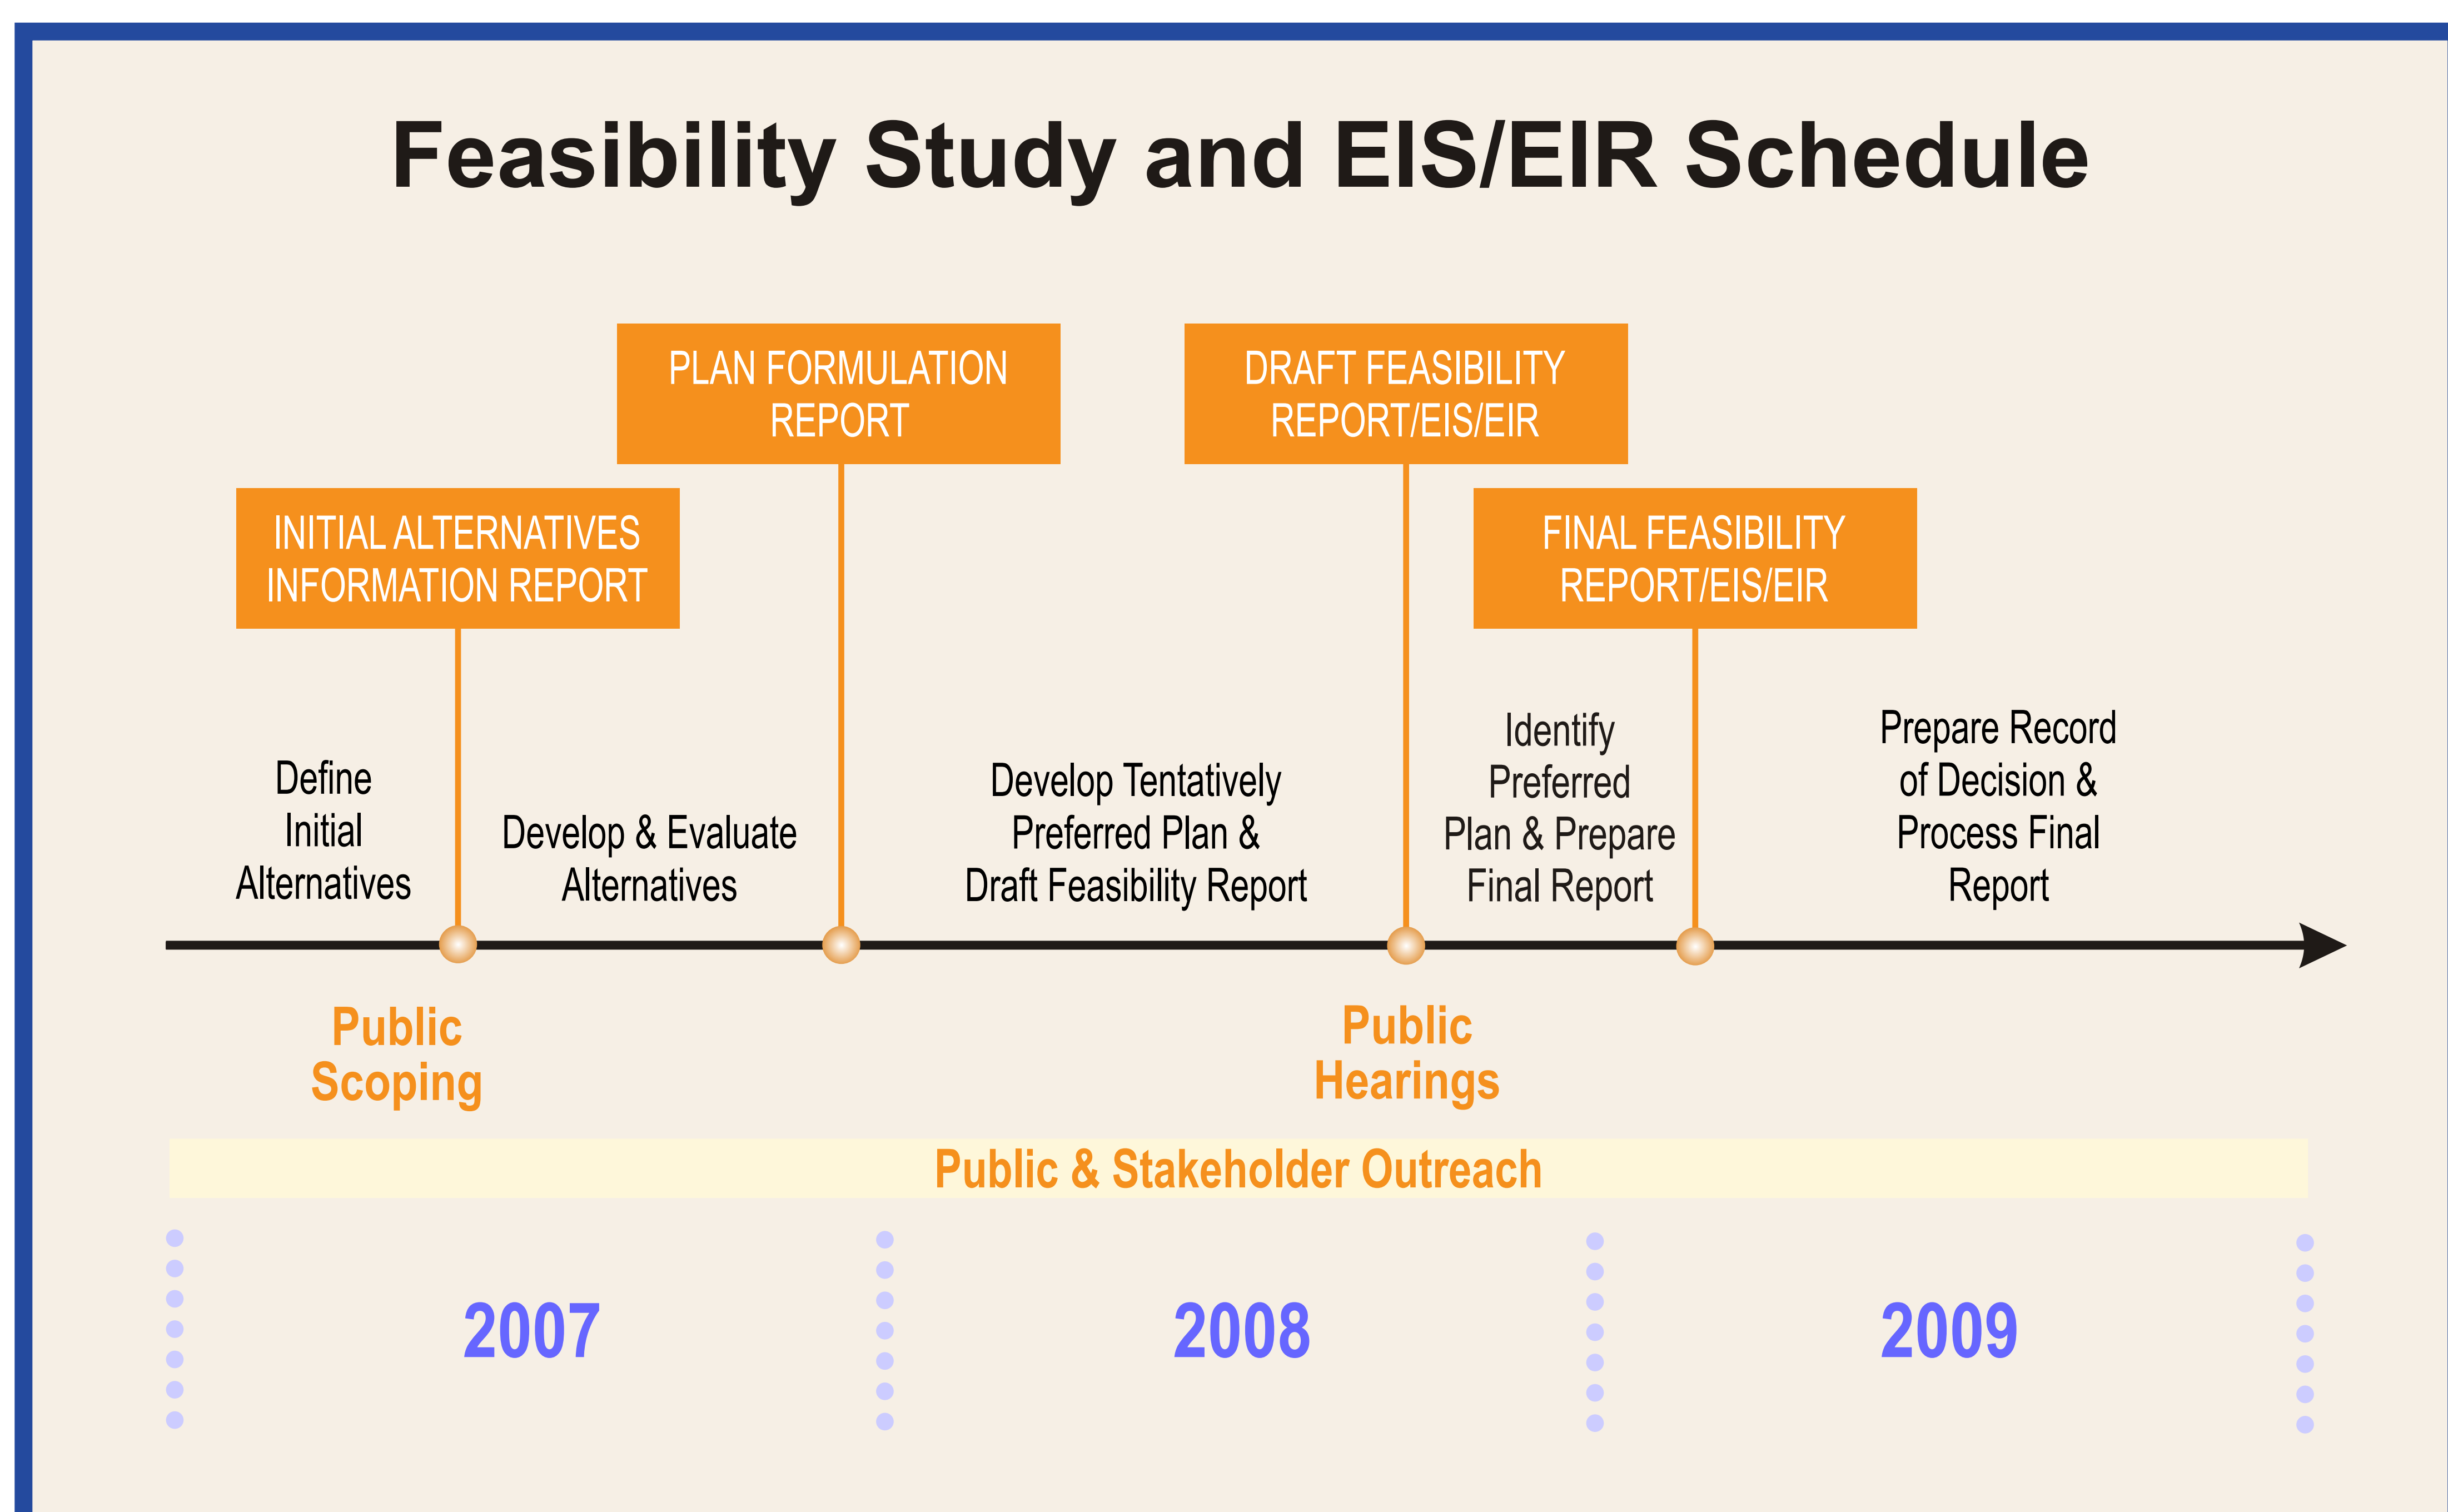 Feasibility Study and EIS/EIR Schedule
PLAN FORMULATION
REPORT
DRAFT FEASIBILITY
REPORT/EIS/EIR
INITIAL ALTERNATIVES
INFORMATION REPORT
FINAL FEASIBILITY
REPORT/EIS/EIR
Define
Initial
Alternatives
Develop & Evaluate
Alternatives
Develop Tentatively
Preferred Plan &
Draft Feasibility Report
Identify
Preferred
Plan & Prepare
Final Report
Prepare Record
of Decision &
Process Final
Report
Public
Scoping
Public
Hearings
Public & Stakeholder Outreach
2007
2008
2009